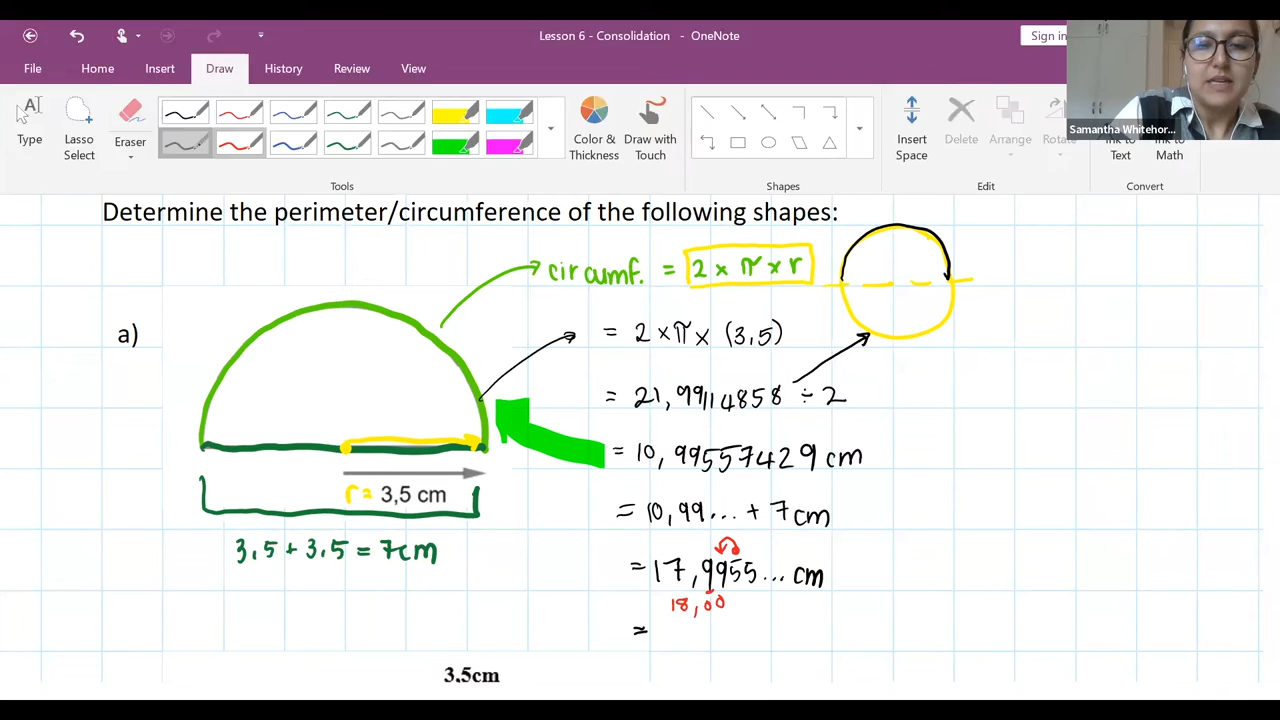 Lesson 6 - Consolidation - OneNote
Sign in
File Home Insert Draw History Review View
Samantha Whitehor...
Type
Lasso Select
Eraser
Color & Thickness
Draw with Touch
Insert Space
Delete
Arrange
Rotate
Ink to Text
Ink to Math
Tools
Shapes
Edit
Convert
Determine the perimeter/circumference of the following shapes:
circumf. = 2 × π × r
a)
= 2 × π × (3,5)
= 21,99114858 ÷ 2
= 10,99557429 cm
r = 3,5 cm
= 10,99... + 7cm
3,5 + 3,5 = 7cm
= 17,9955... cm
18,00
≈
3,5cm